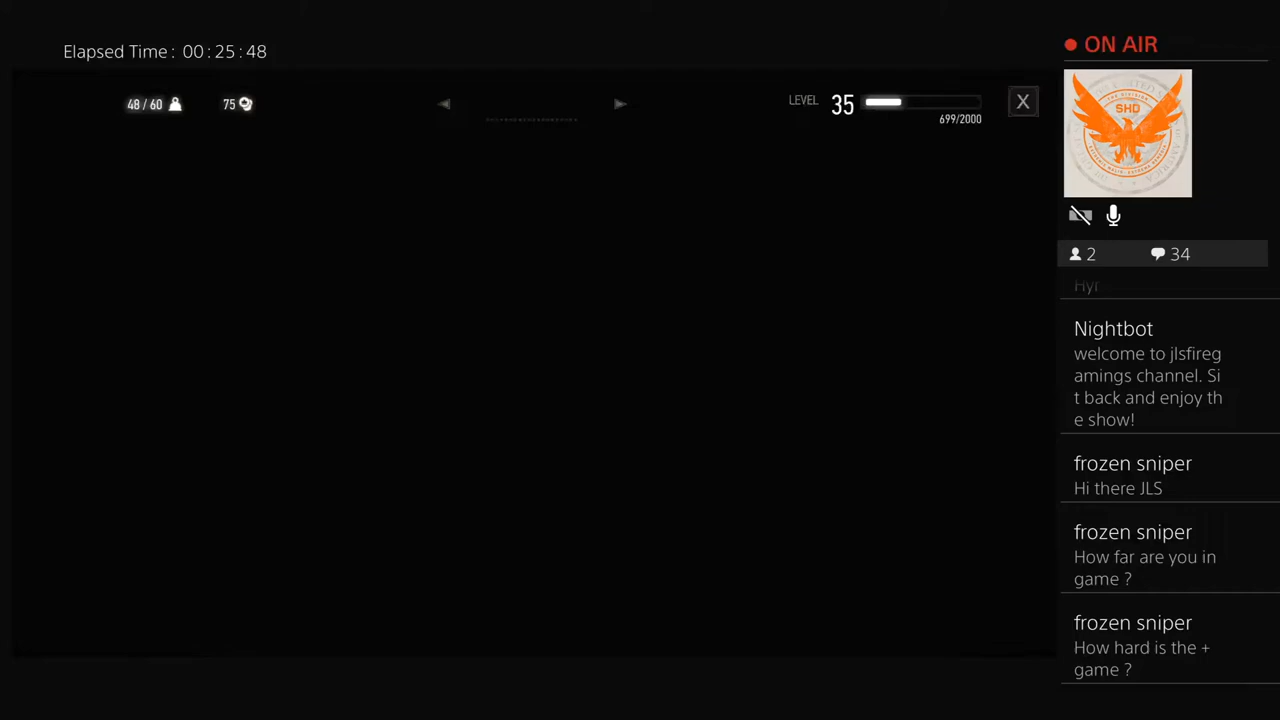 Elapsed Time : 00 : 25 : 48
ON AIR
48 / 60
75
LEVEL 35
699/2000
X
SHD
2
34
Hyr
Nightbot
welcome to jlsfireg
amings channel. Si
t back and enjoy th
e show!
frozen sniper
Hi there JLS
frozen sniper
How far are you in
game ?
frozen sniper
How hard is the +
game ?